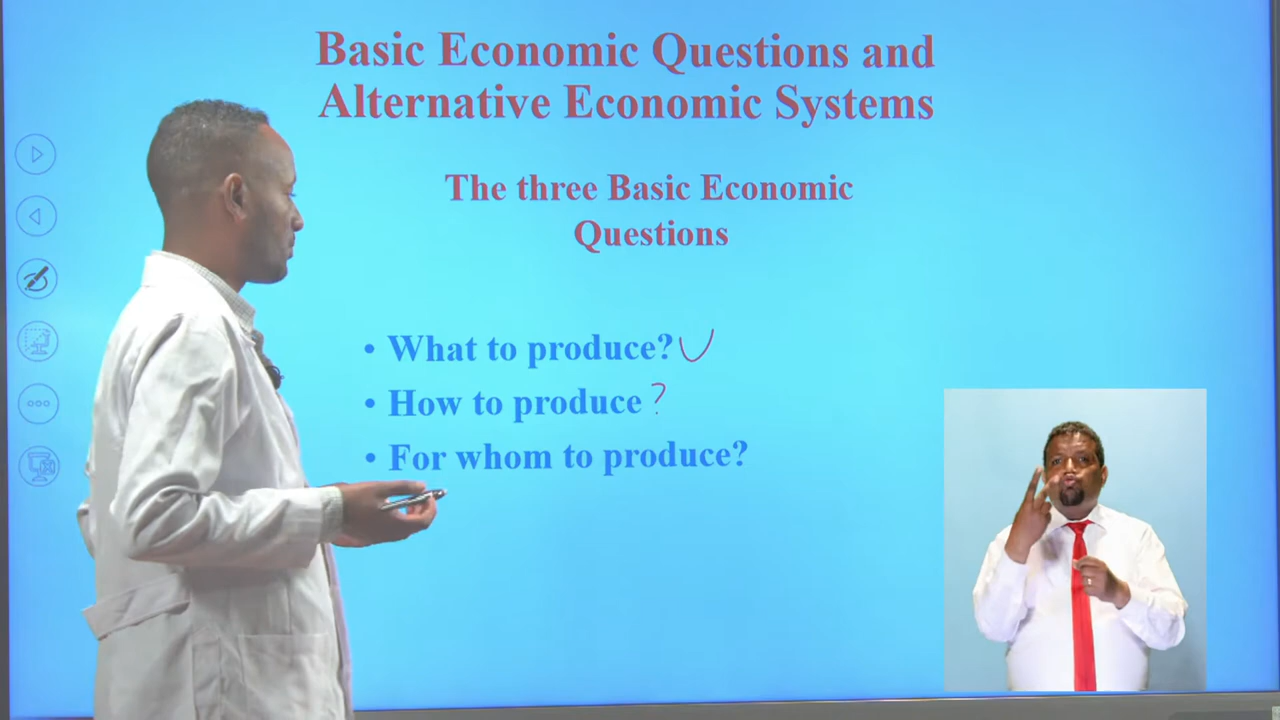 Basic Economic Questions and
Alternative Economic Systems
The three Basic Economic
Questions
• What to produce?
• How to produce ?
• For whom to produce?